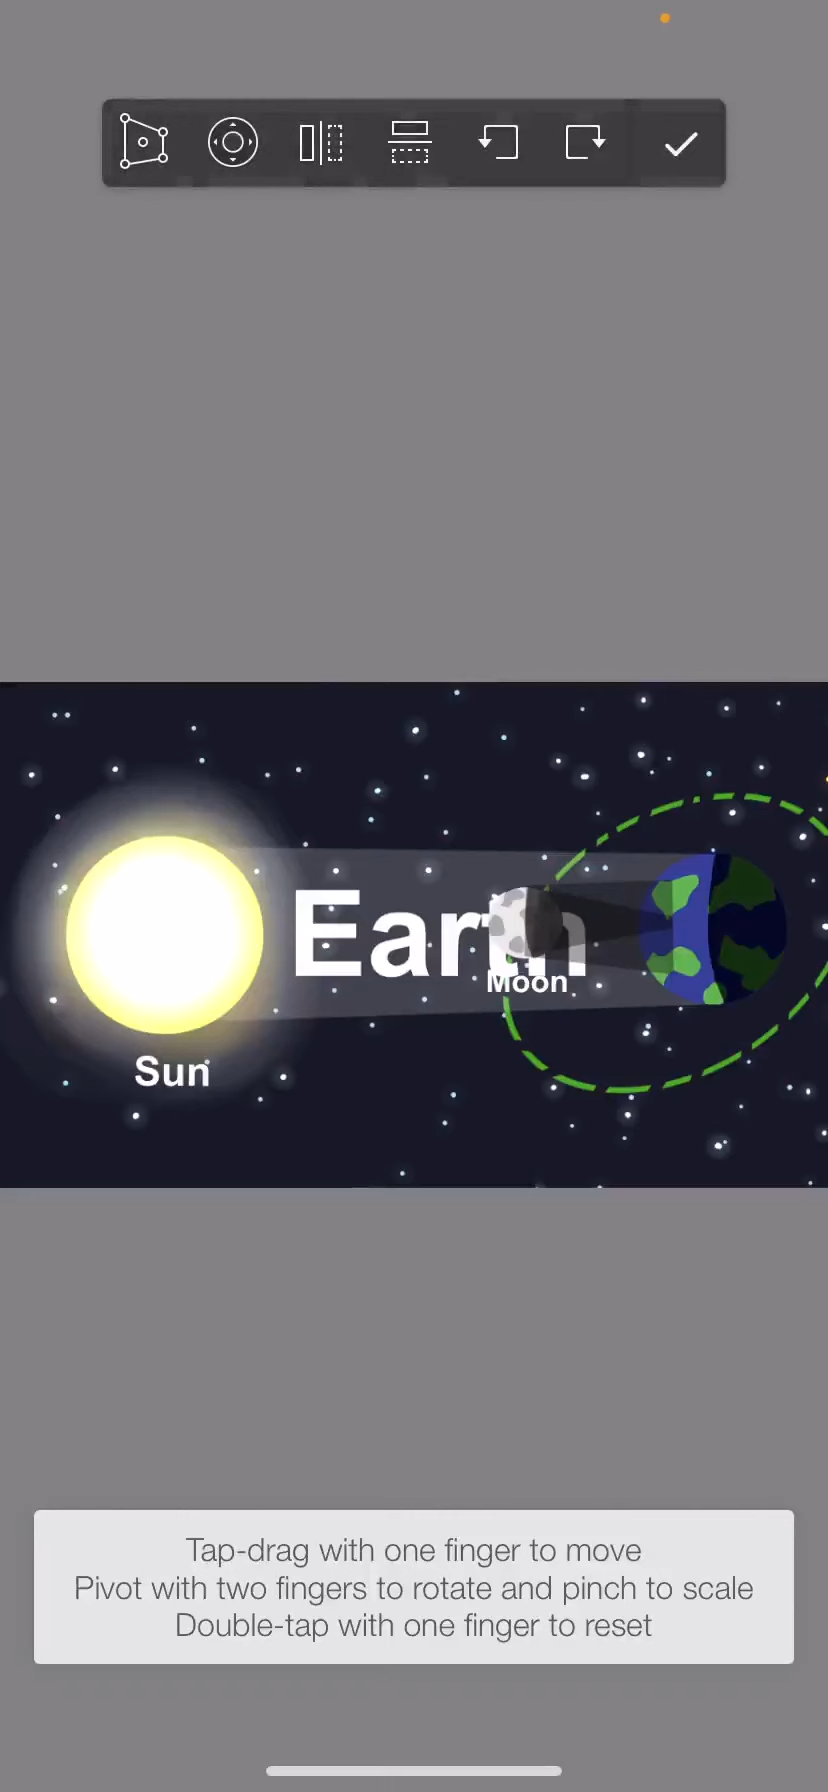 Earth
Moon
Sun
Tap-drag with one finger to move
Pivot with two fingers to rotate and pinch to scale
Double-tap with one finger to reset